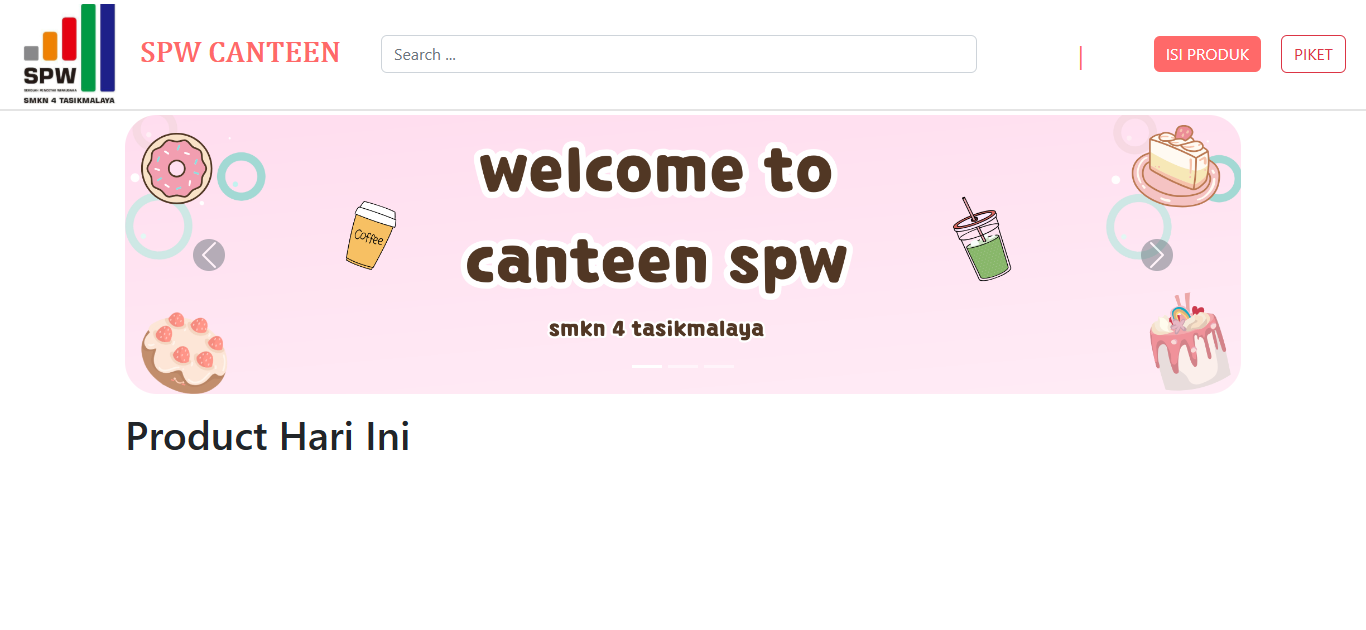 SPW
SMKN 4 TASIKMALAYA
SPW CANTEEN
Search ...
|
ISI PRODUK
PIKET
welcome to
canteen spw
smkn 4 tasikmalaya
Coffee
Product Hari Ini